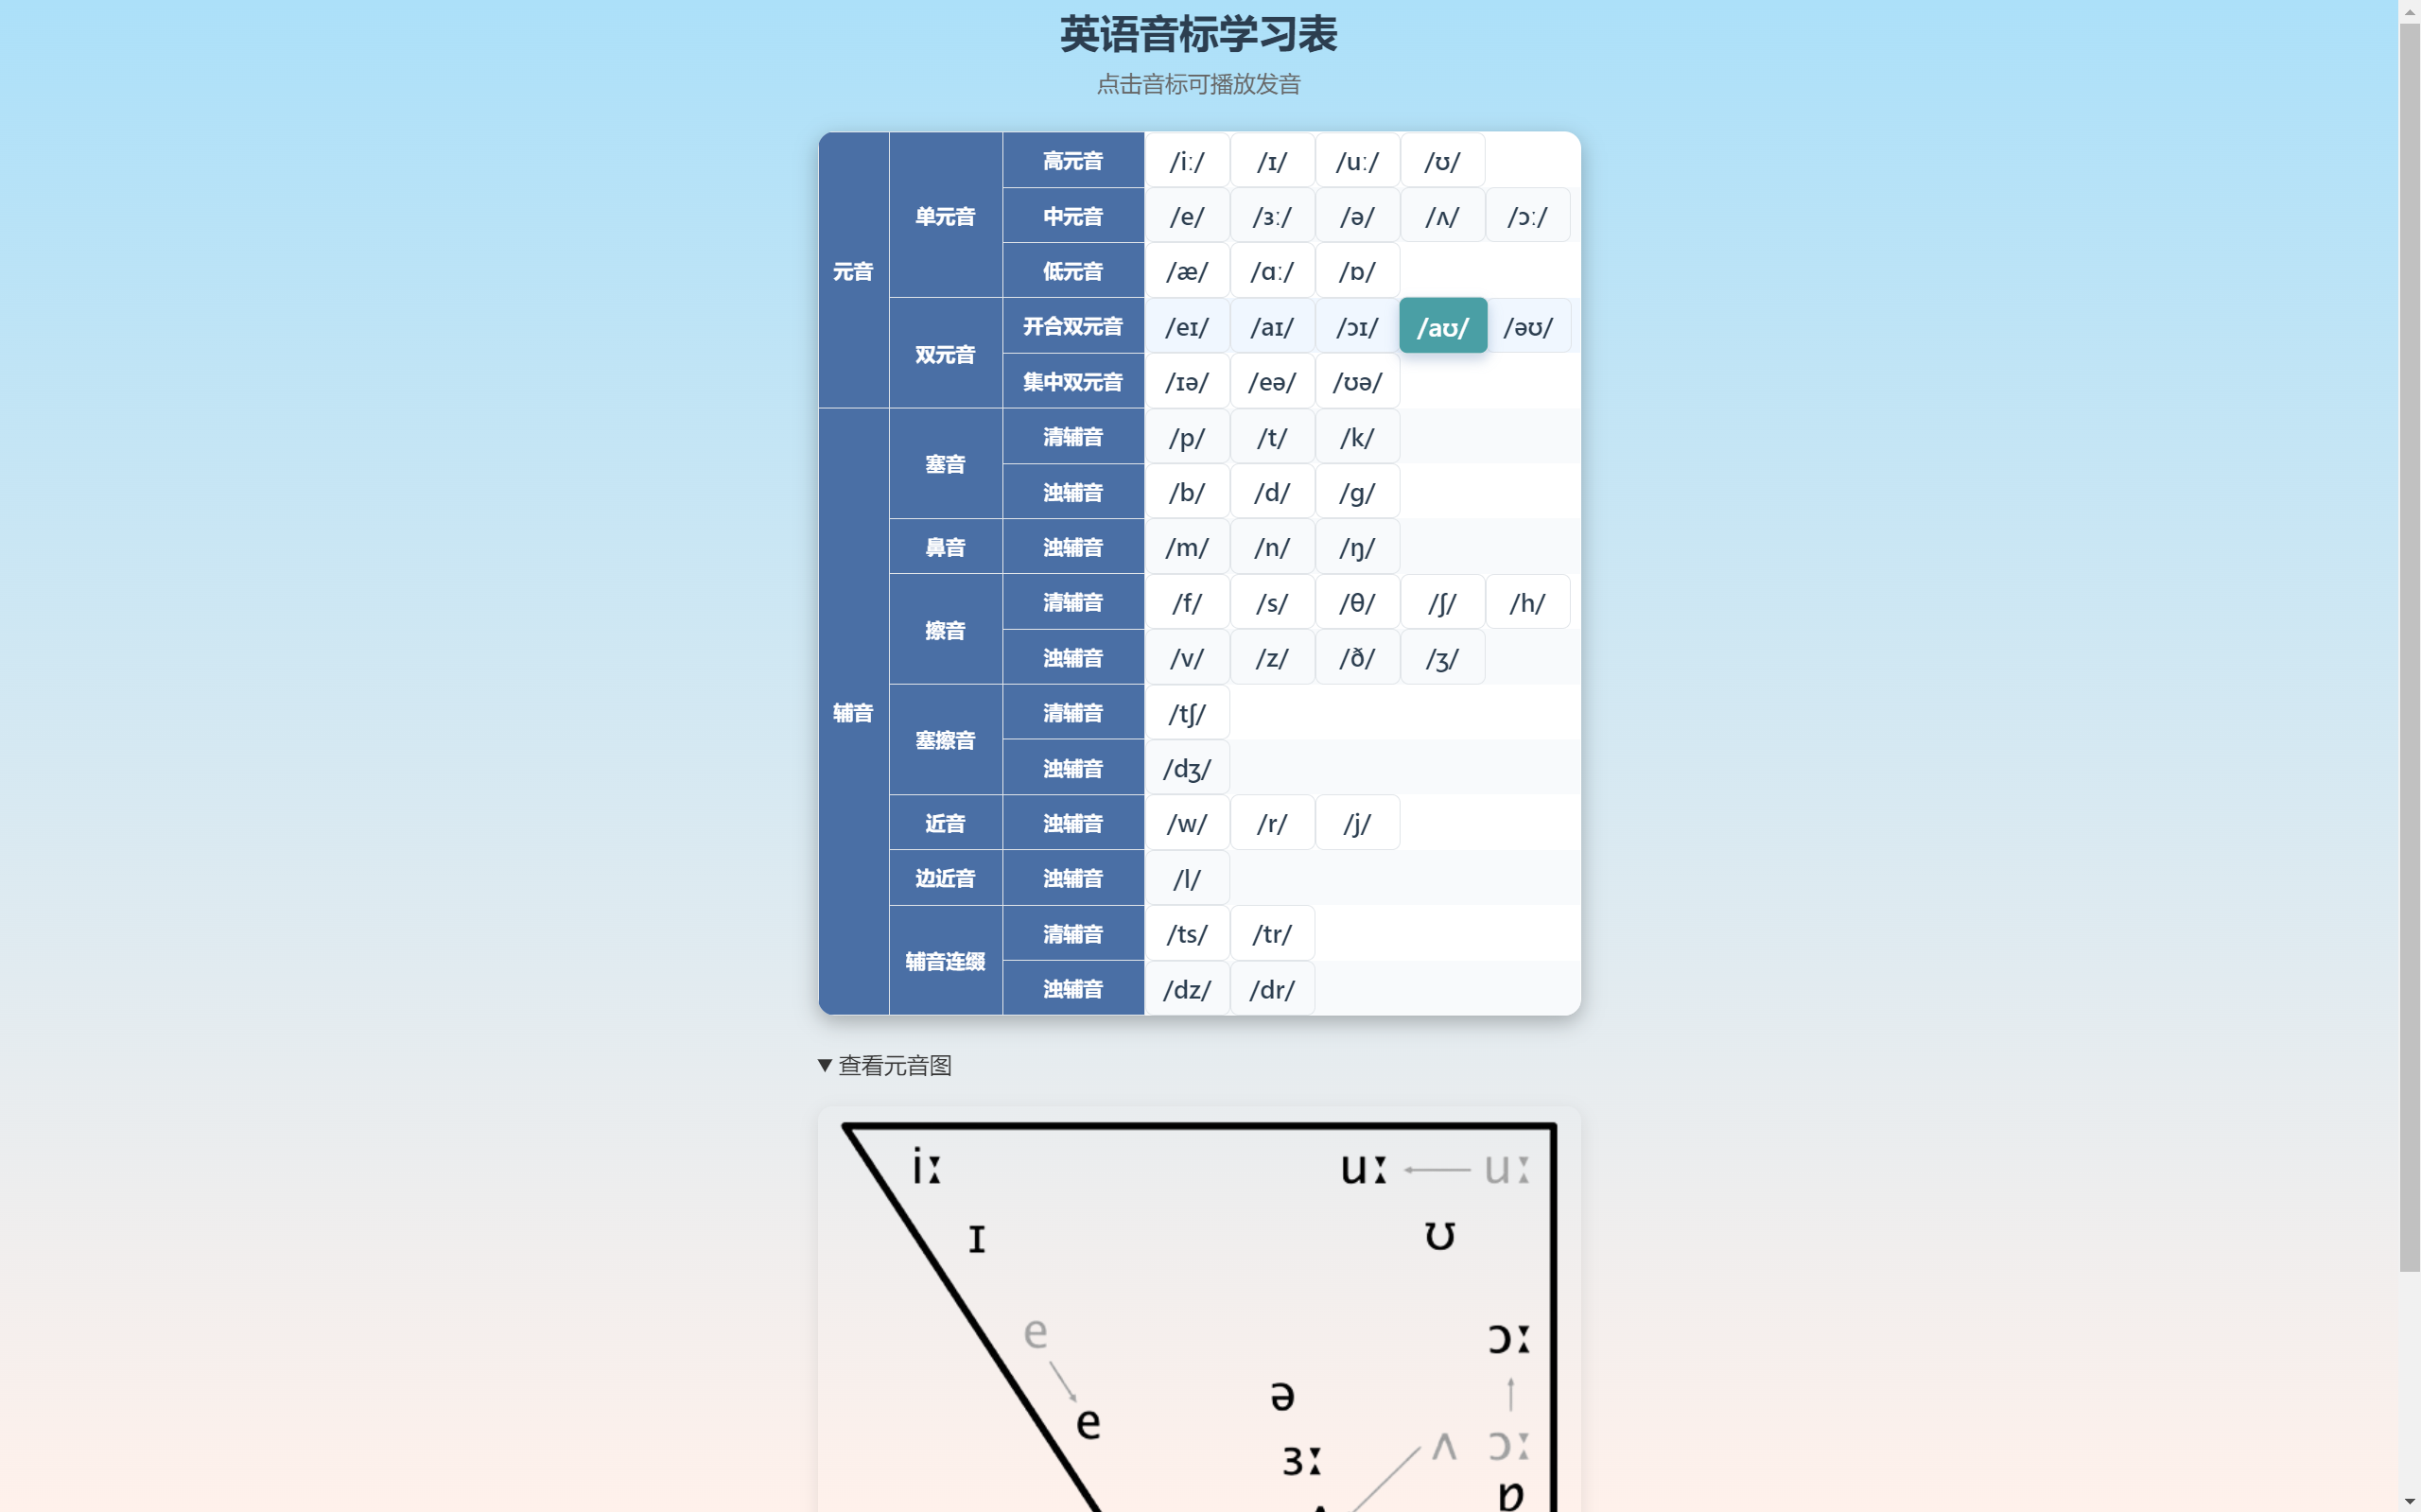 英语音标学习表
点击音标可播放发音
元音
单元音
高元音 /iː/ /ɪ/ /uː/ /ʊ/
中元音 /e/ /ɜː/ /ə/ /ʌ/ /ɔː/
低元音 /æ/ /ɑː/ /ɒ/
双元音
开合双元音 /eɪ/ /aɪ/ /ɔɪ/ /aʊ/ /əʊ/
集中双元音 /ɪə/ /eə/ /ʊə/
辅音
塞音
清辅音 /p/ /t/ /k/
浊辅音 /b/ /d/ /g/
鼻音
浊辅音 /m/ /n/ /ŋ/
擦音
清辅音 /f/ /s/ /θ/ /ʃ/ /h/
浊辅音 /v/ /z/ /ð/ /ʒ/
塞擦音
清辅音 /tʃ/
浊辅音 /dʒ/
近音
浊辅音 /w/ /r/ /j/
边近音
浊辅音 /l/
辅音连缀
清辅音 /ts/ /tr/
浊辅音 /dz/ /dr/
▼ 查看元音图
iː uː ← uː
ɪ ʊ
e
ɔː
ə
e
ʌ ɔː
ɜː
ɒ